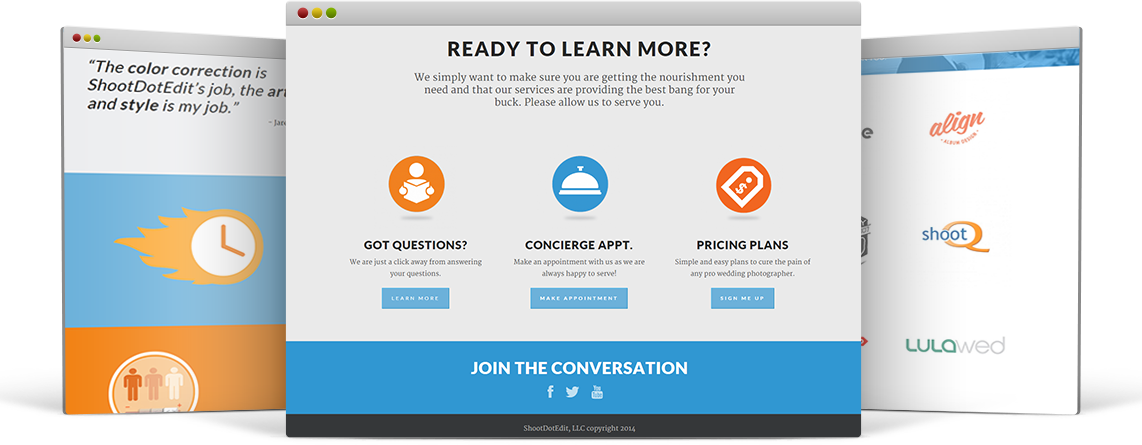 “The color correction is
ShootDotEdit’s job, the
and style is my job.”
READY TO LEARN MORE?
We simply want to make sure you are getting the nourishment you
need and that our services are providing the best bang for your
buck. Please allow us to serve you.
GOT QUESTIONS?
We are just a click away from answering
your questions.
LEARN MORE
CONCIERGE APPT.
Make an appointment with us as we are
always happy to serve!
MAKE APPOINTMENT
PRICING PLANS
Simple and easy plans to cure the pain of
any pro wedding photographer.
SIGN ME UP
JOIN THE CONVERSATION
You
Tube
ShootDotEdit, LLC copyright 2014
align
ALBUM DESIGN
shootQ
LULAwed